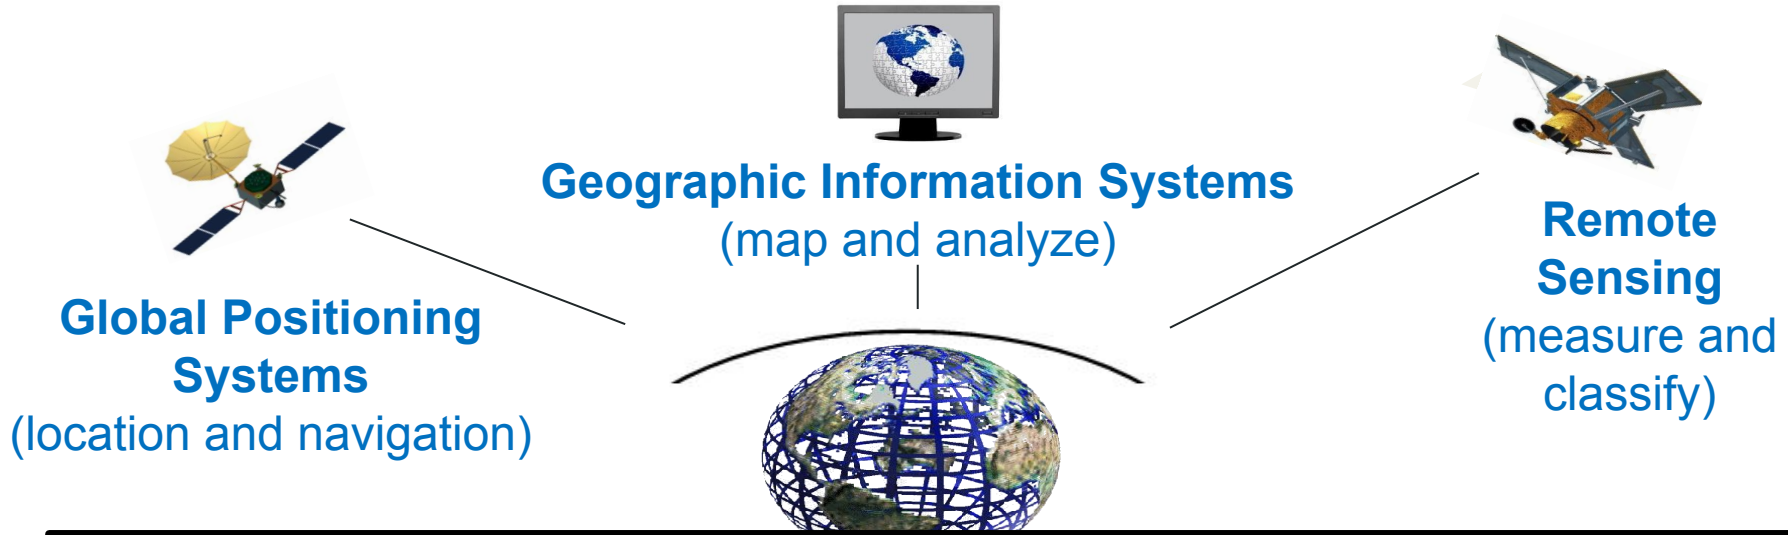 Geographic Information Systems
(map and analyze)
Global Positioning
Systems
(location and navigation)
Remote
Sensing
(measure and
classify)